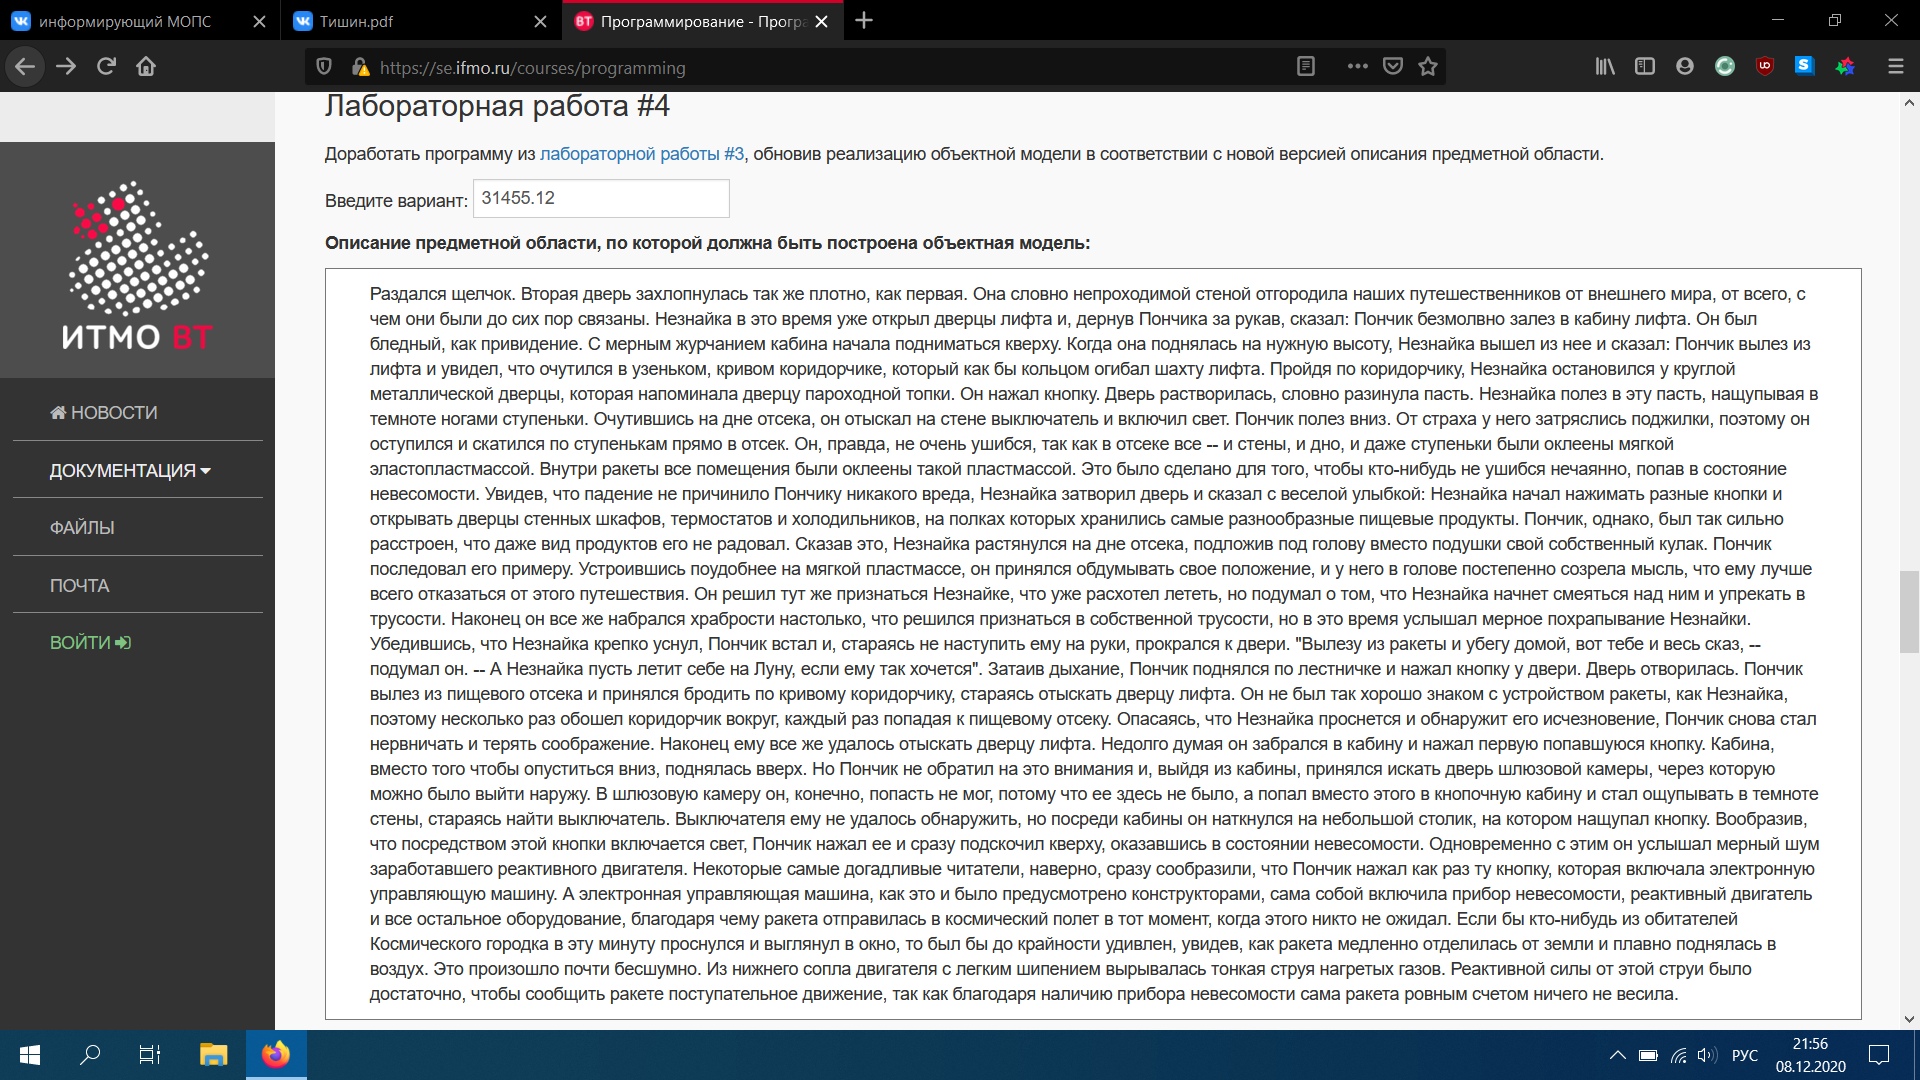 информирующий МОПС
Тишин.pdf
Программирование - Програ
https://se.ifmo.ru/courses/programming
Лабораторная работа #4
Доработать программу из лабораторной работы #3, обновив реализацию объектной модели в соответствии с новой версией описания предметной области.
Введите вариант: 31455.12
Описание предметной области, по которой должна быть построена объектная модель:
Раздался щелчок. Вторая дверь захлопнулась так же плотно, как первая. Она словно непроходимой стеной отгородила наших путешественников от внешнего мира, от всего, с
чем они были до сих пор связаны. Незнайка в это время уже открыл дверцы лифта и, дернув Пончика за рукав, сказал: Пончик безмолвно залез в кабину лифта. Он был
бледный, как привидение. С мерным журчанием кабина начала подниматься кверху. Когда она поднялась на нужную высоту, Незнайка вышел из нее и сказал: Пончик вылез из
лифта и увидел, что очутился в узеньком, кривом коридорчике, который как бы кольцом огибал шахту лифта. Пройдя по коридорчику, Незнайка остановился у круглой
металлической дверцы, которая напоминала дверцу пароходной топки. Он нажал кнопку. Дверь растворилась, словно разинула пасть. Незнайка полез в эту пасть, нащупывая в
темноте ногами ступеньки. Очутившись на дне отсека, он отыскал на стене выключатель и включил свет. Пончик полез вниз. От страха у него затряслись поджилки, поэтому он
оступился и скатился по ступенькам прямо в отсек. Он, правда, не очень ушибся, так как в отсеке все -- и стены, и дно, и даже ступеньки были оклеены мягкой
эластопластмассой. Внутри ракеты все помещения были оклеены такой пластмассой. Это было сделано для того, чтобы кто-нибудь не ушибся нечаянно, попав в состояние
невесомости. Увидев, что падение не причинило Пончику никакого вреда, Незнайка затворил дверь и сказал с веселой улыбкой: Незнайка начал нажимать разные кнопки и
открывать дверцы стенных шкафов, термостатов и холодильников, на полках которых хранились самые разнообразные пищевые продукты. Пончик, однако, был так сильно
расстроен, что даже вид продуктов его не радовал. Сказав это, Незнайка растянулся на дне отсека, подложив под голову вместо подушки свой собственный кулак. Пончик
последовал его примеру. Устроившись поудобнее на мягкой пластмассе, он принялся обдумывать свое положение, и у него в голове постепенно созрела мысль, что ему лучше
всего отказаться от этого путешествия. Он решил тут же признаться Незнайке, что уже расхотел лететь, но подумал о том, что Незнайка начнет смеяться над ним и упрекать в
трусости. Наконец он все же набрался храбрости настолько, что решился признаться в собственной трусости, но в это время услышал мерное похрапывание Незнайки.
Убедившись, что Незнайка крепко уснул, Пончик встал и, стараясь не наступить ему на руки, прокрался к двери. "Вылезу из ракеты и убегу домой, вот тебе и весь сказ, --
подумал он. -- А Незнайка пусть летит себе на Луну, если ему так хочется". Затаив дыхание, Пончик поднялся по лестничке и нажал кнопку у двери. Дверь отворилась. Пончик
вылез из пищевого отсека и принялся бродить по кривому коридорчику, стараясь отыскать дверцу лифта. Он не был так хорошо знаком с устройством ракеты, как Незнайка,
поэтому несколько раз обошел коридорчик вокруг, каждый раз попадая к пищевому отсеку. Опасаясь, что Незнайка проснется и обнаружит его исчезновение, Пончик снова стал
нервничать и терять соображение. Наконец ему все же удалось отыскать дверцу лифта. Недолго думая он забрался в кабину и нажал первую попавшуюся кнопку. Кабина,
вместо того чтобы опуститься вниз, поднялась вверх. Но Пончик не обратил на это внимания и, выйдя из кабины, принялся искать дверь шлюзовой камеры, через которую
можно было выйти наружу. В шлюзовую камеру он, конечно, попасть не мог, потому что ее здесь не было, а попал вместо этого в кнопочную кабину и стал ощупывать в темноте
стены, стараясь найти выключатель. Выключателя ему не удалось обнаружить, но посреди кабины он наткнулся на небольшой столик, на котором нащупал кнопку. Вообразив,
что посредством этой кнопки включается свет, Пончик нажал ее и сразу подскочил кверху, оказавшись в состоянии невесомости. Одновременно с этим он услышал мерный шум
заработавшего реактивного двигателя. Некоторые самые догадливые читатели, наверно, сразу сообразили, что Пончик нажал как раз ту кнопку, которая включала электронную
управляющую машину. А электронная управляющая машина, как это и было предусмотрено конструкторами, сама собой включила прибор невесомости, реактивный двигатель
и все остальное оборудование, благодаря чему ракета отправилась в космический полет в тот момент, когда этого никто не ожидал. Если бы кто-нибудь из обитателей
Космического городка в эту минуту проснулся и выглянул в окно, то был бы до крайности удивлен, увидев, как ракета медленно отделилась от земли и плавно поднялась в
воздух. Это произошло почти бесшумно. Из нижнего сопла двигателя с легким шипением вырывалась тонкая струя нагретых газов. Реактивной силы от этой струи было
достаточно, чтобы сообщить ракете поступательное движение, так как благодаря наличию прибора невесомости сама ракета ровным счетом ничего не весила.
ИТМО ВТ
НОВОСТИ
ДОКУМЕНТАЦИЯ
ФАЙЛЫ
ПОЧТА
ВОЙТИ
РУС
21:56
08.12.2020